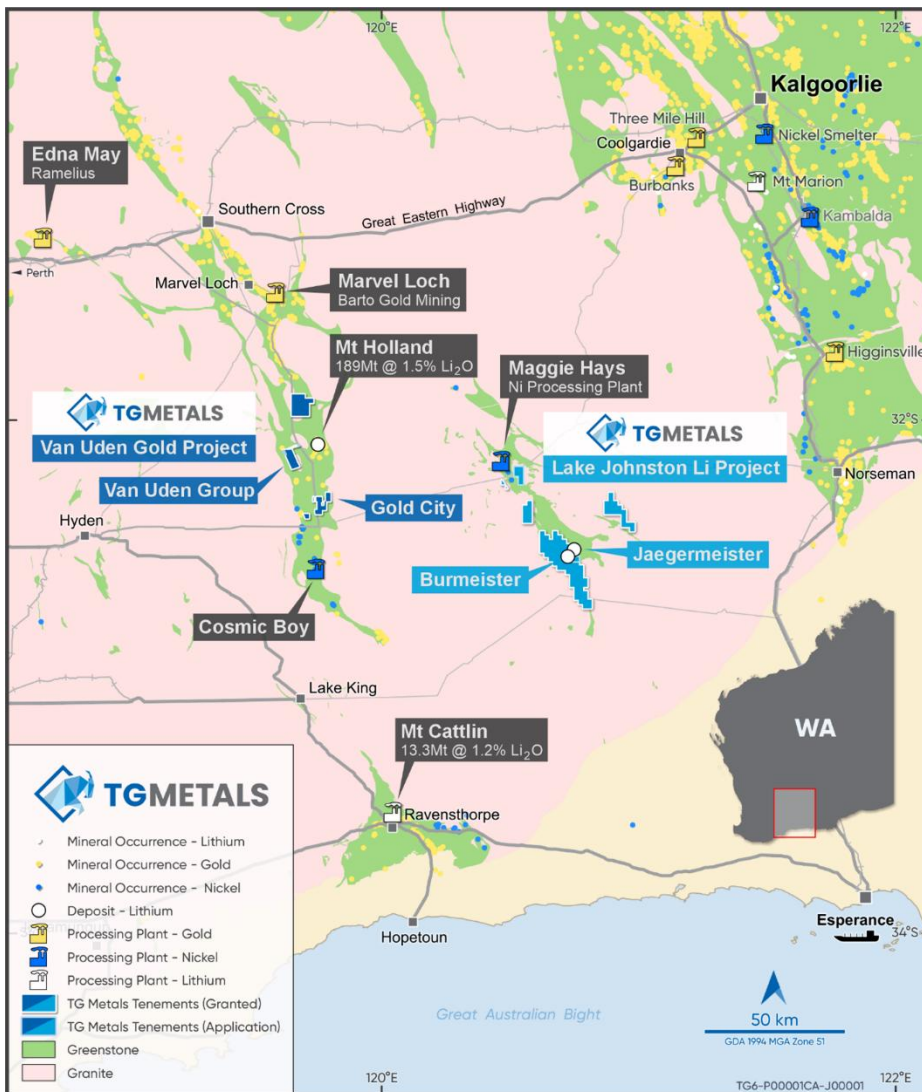 120°E
122°E
Kalgoorlie
Three Mile Hill
Coolgardie
Nickel Smelter
Burbanks
Mt Marion
Edna May
Ramelius
Southern Cross
Great Eastern Highway
Kambalda
Perth
Marvel Loch
Marvel Loch
Barto Gold Mining
Mt Holland
189Mt @ 1.5% Li₂O
Higginsville
Maggie Hays
Ni Processing Plant
TGMETALS
Van Uden Gold Project
TGMETALS
Lake Johnston Li Project
32°S
Van Uden Group
Gold City
Norseman
Hyden
Jaegermeister
Burmeister
Cosmic Boy
Lake King
WA
Mt Cattlin
13.3Mt @ 1.2% Li₂O
Ravensthorpe
Hopetoun
Esperance
34°S
TGMETALS
Mineral Occurrence - Lithium
Mineral Occurrence - Gold
Mineral Occurrence - Nickel
Deposit - Lithium
Processing Plant - Gold
Processing Plant - Nickel
Processing Plant - Lithium
TG Metals Tenements (Granted)
TG Metals Tenements (Application)
Greenstone
Granite
Great Australian Bight
50 km
GDA 1994 MGA Zone 51
120°E
122°E
TG6-P00001CA-J00001